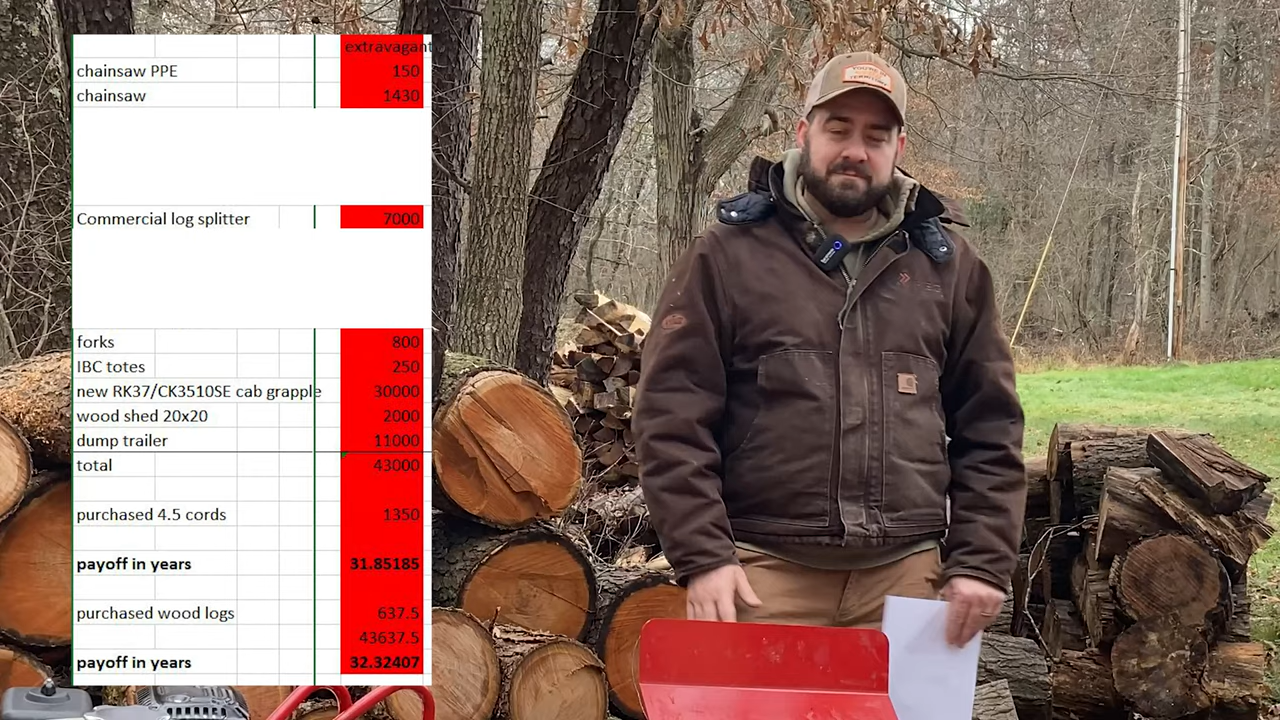 extravagant
chainsaw PPE 150
chainsaw 1430
Commercial log splitter 7000
forks 800
IBC totes 250
new RK37/CK3510SE cab grapple 30000
wood shed 20x20 2000
dump trailer 11000
total 43000
purchased 4.5 cords 1350
payoff in years 31.85185
purchased wood logs 637.5
43637.5
payoff in years 32.32407